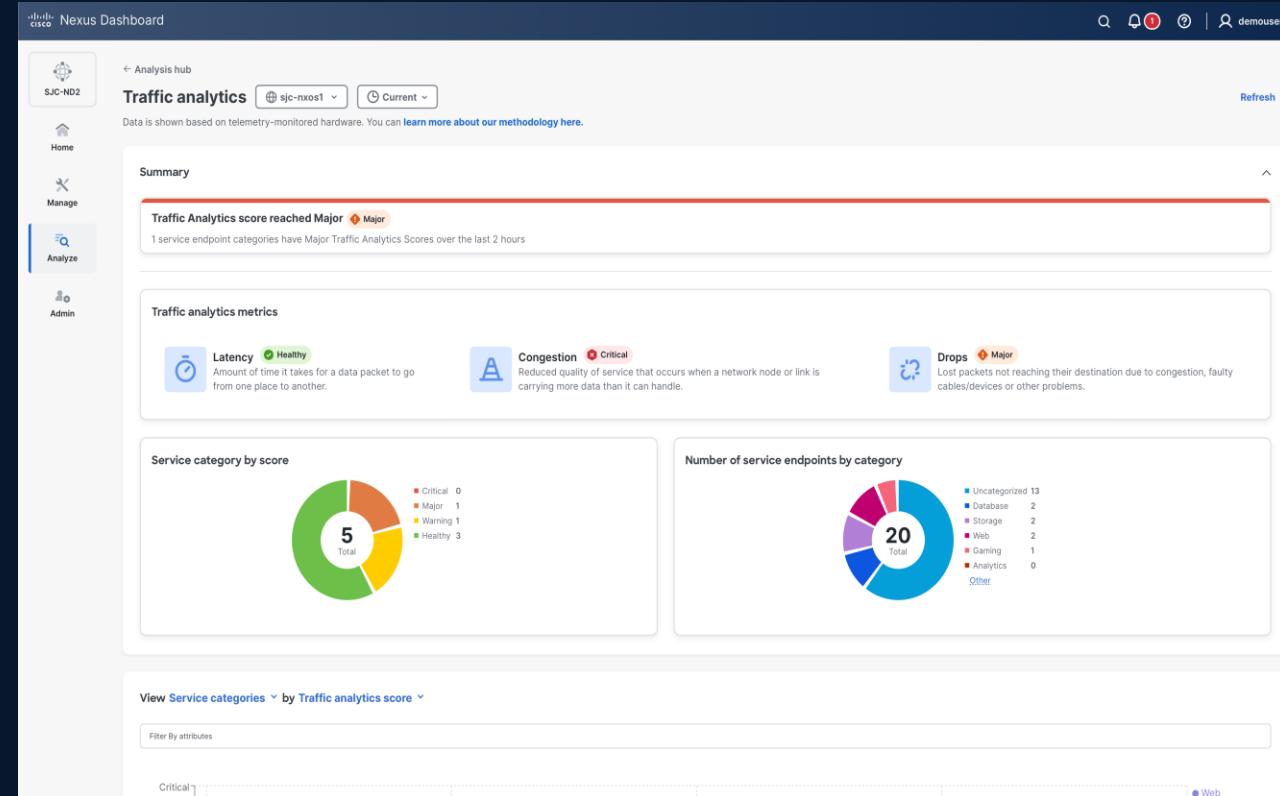 cisco Nexus Dashboard
1
demouse
SJC-ND2
Home
Manage
Analyze
Admin
← Analysis hub
Traffic analytics sjc-nxos1 Current
Refresh
Data is shown based on telemetry-monitored hardware. You can learn more about our methodology here.
Summary
Traffic Analytics score reached Major Major
1 service endpoint categories have Major Traffic Analytics Scores over the last 2 hours
Traffic analytics metrics
Latency Healthy
Amount of time it takes for a data packet to go
from one place to another.
Congestion Critical
Reduced quality of service that occurs when a network node or link is
carrying more data than it can handle.
Drops Major
Lost packets not reaching their destination due to congestion, faulty
cables/devices or other problems.
Service category by score
5
Total
Critical 0
Major 1
Warning 1
Healthy 3
Number of service endpoints by category
20
Total
Uncategorized 13
Database 2
Storage 2
Web 2
Gaming 1
Analytics 0
Other
View Service categories by Traffic analytics score
Filter By attributes
Critical
Web